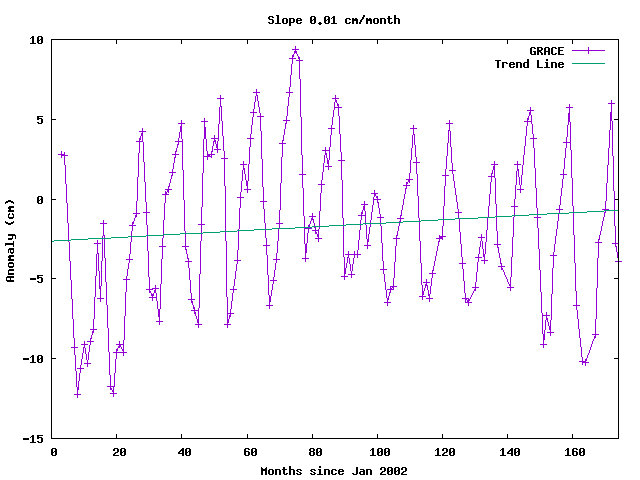 Slope 0.01 cm/month
GRACE
Trend Line
10
5
0
-5
-10
-15
Anomaly (cm)
0 20 40 60 80 100 120 140 160
Months since Jan 2002